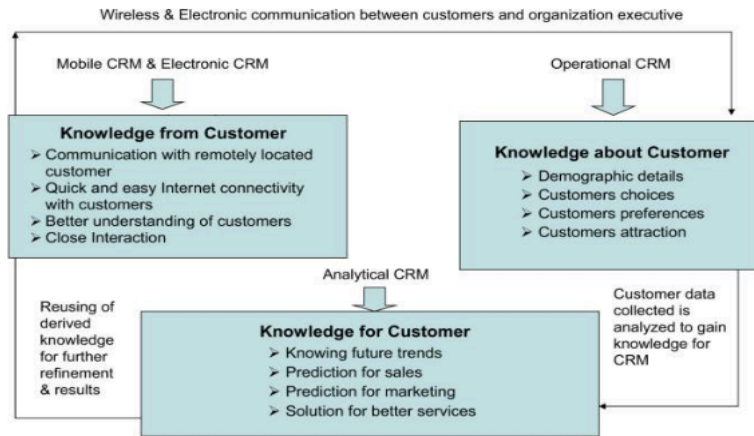 Wireless & Electronic communication between customers and organization executive
Mobile CRM & Electronic CRM
Operational CRM
Knowledge from Customer
➢ Communication with remotely located
customer
➢ Quick and easy Internet connectivity
with customers
➢ Better understanding of customers
➢ Close Interaction
Knowledge about Customer
➢ Demographic details
➢ Customers choices
➢ Customers preferences
➢ Customers attraction
Analytical CRM
Reusing of
derived
knowledge
for further
refinement
& results
Knowledge for Customer
➢ Knowing future trends
➢ Prediction for sales
➢ Prediction for marketing
➢ Solution for better services
Customer data
collected is
analyzed to gain
knowledge for
CRM